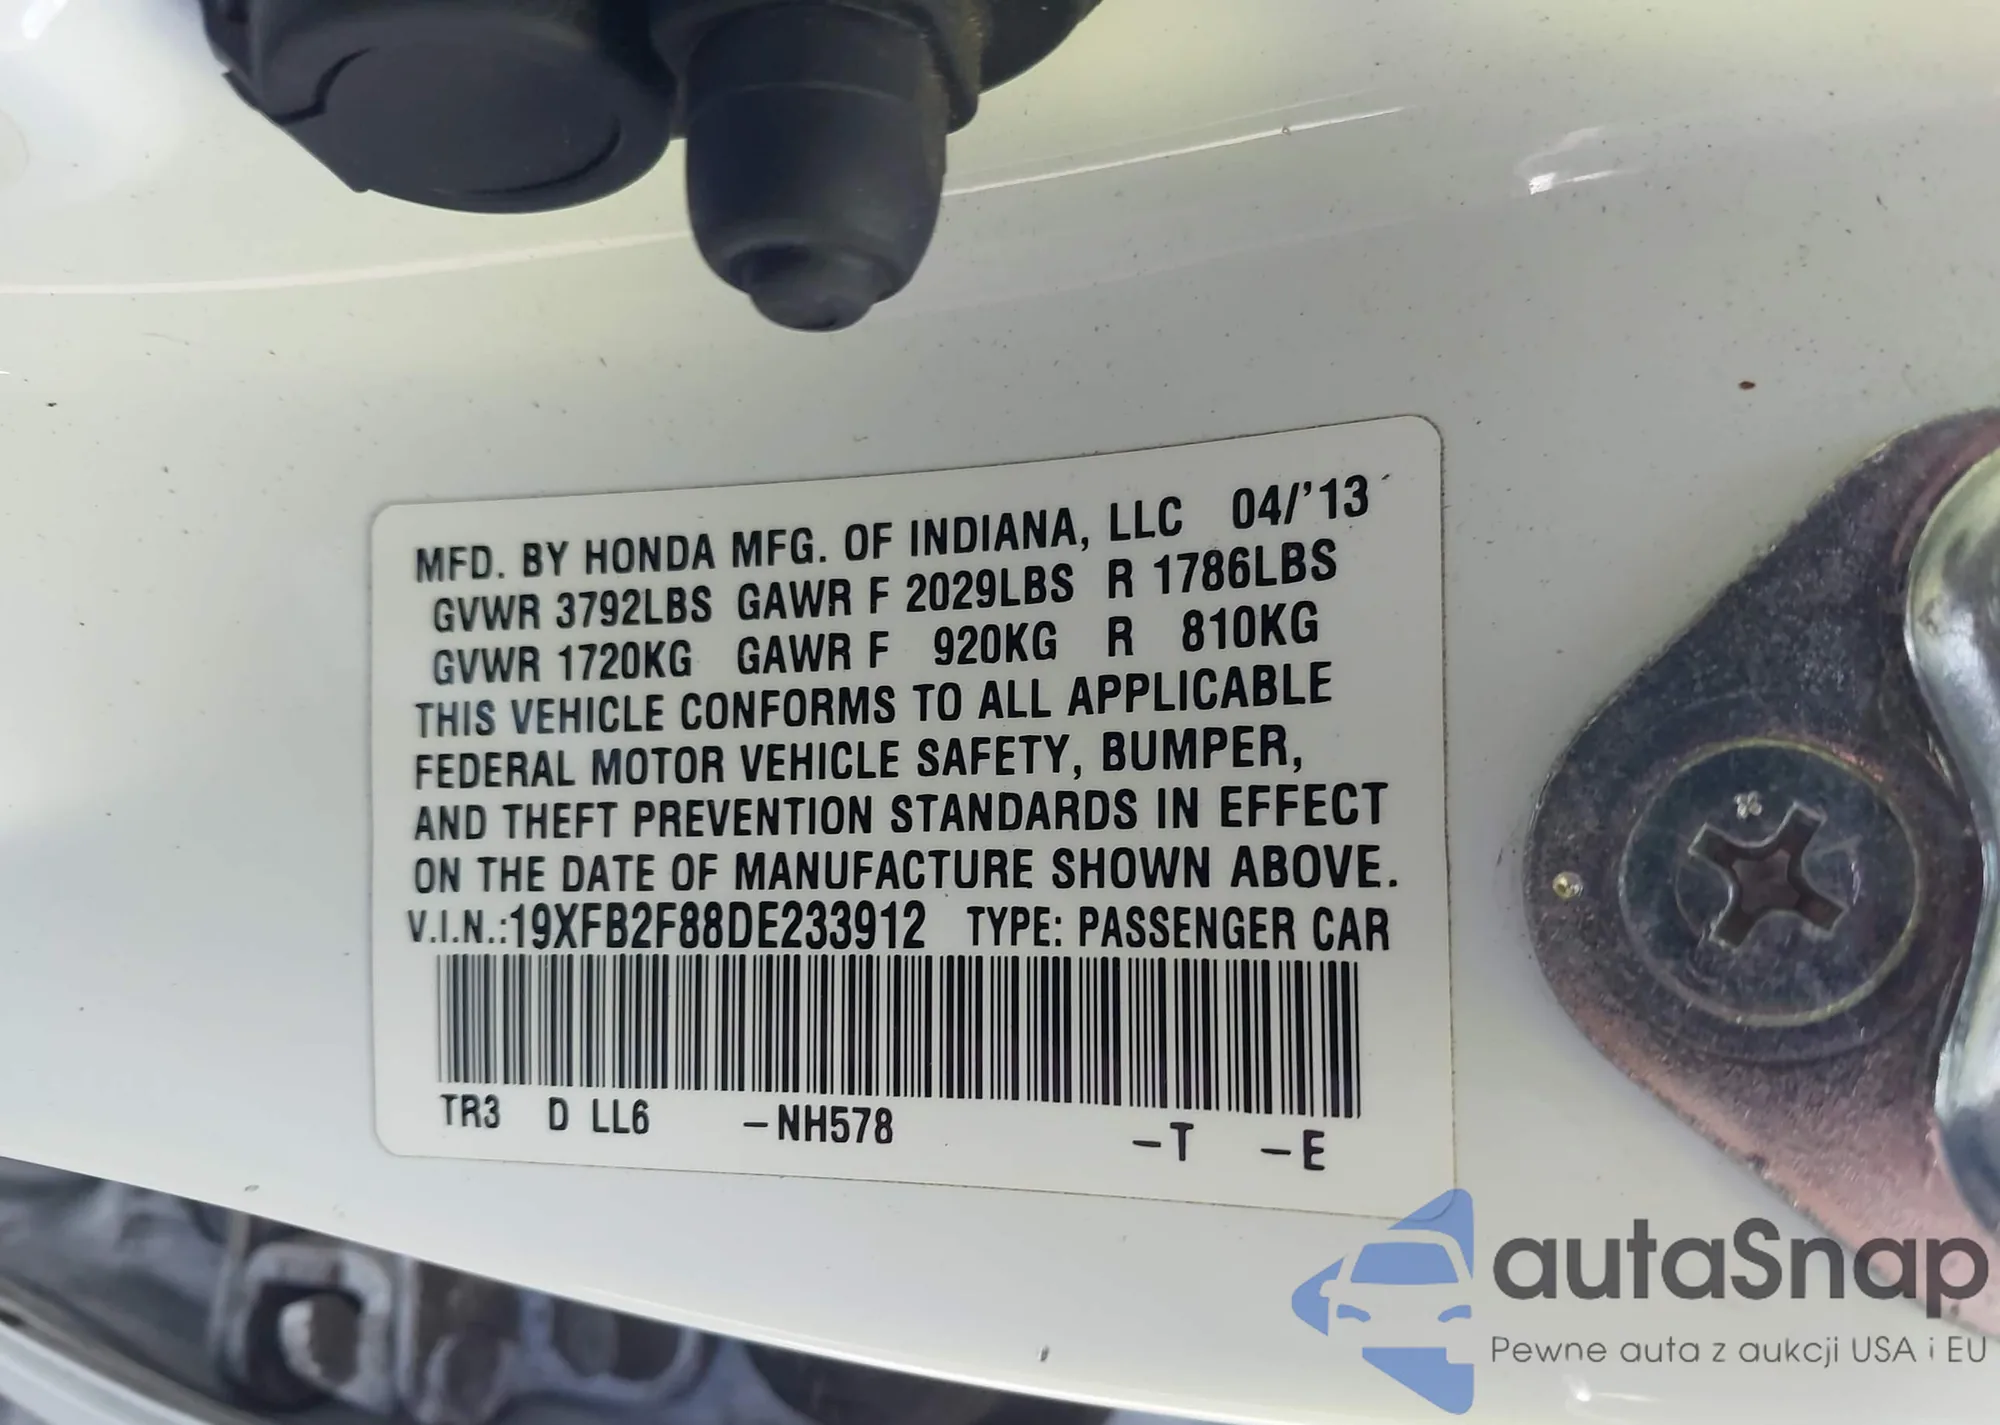 MFD. BY HONDA MFG. OF INDIANA, LLC 04/'13
GVWR 3792LBS GAWR F 2029LBS R 1786LBS
GVWR 1720KG GAWR F 920KG R 810KG
THIS VEHICLE CONFORMS TO ALL APPLICABLE
FEDERAL MOTOR VEHICLE SAFETY, BUMPER,
AND THEFT PREVENTION STANDARDS IN EFFECT
ON THE DATE OF MANUFACTURE SHOWN ABOVE.
V.I.N.:19XFB2F88DE233912 TYPE: PASSENGER CAR
TR3 D LL6 -NH578 -T -E
autaSnap
Pewne auta z aukcji USA i EU